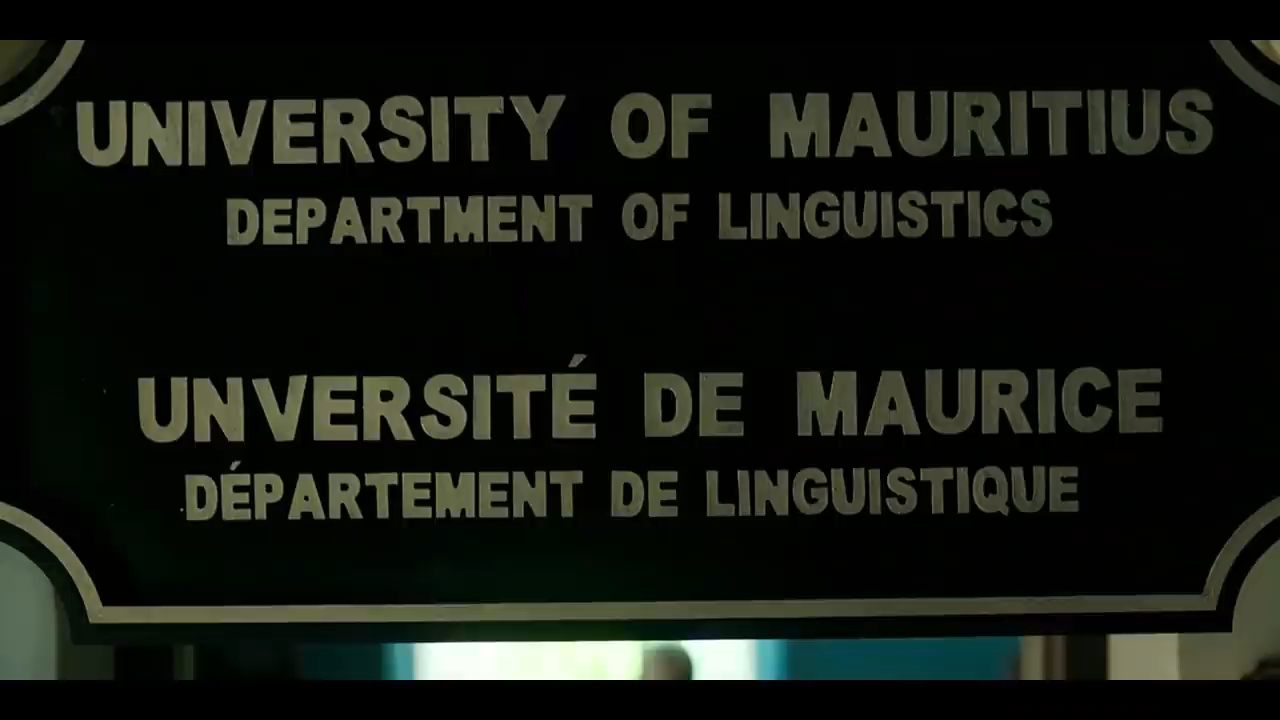 UNIVERSITY OF MAURITIUS
DEPARTMENT OF LINGUISTICS
UNVERSITÉ DE MAURICE
DÉPARTEMENT DE LINGUISTIQUE